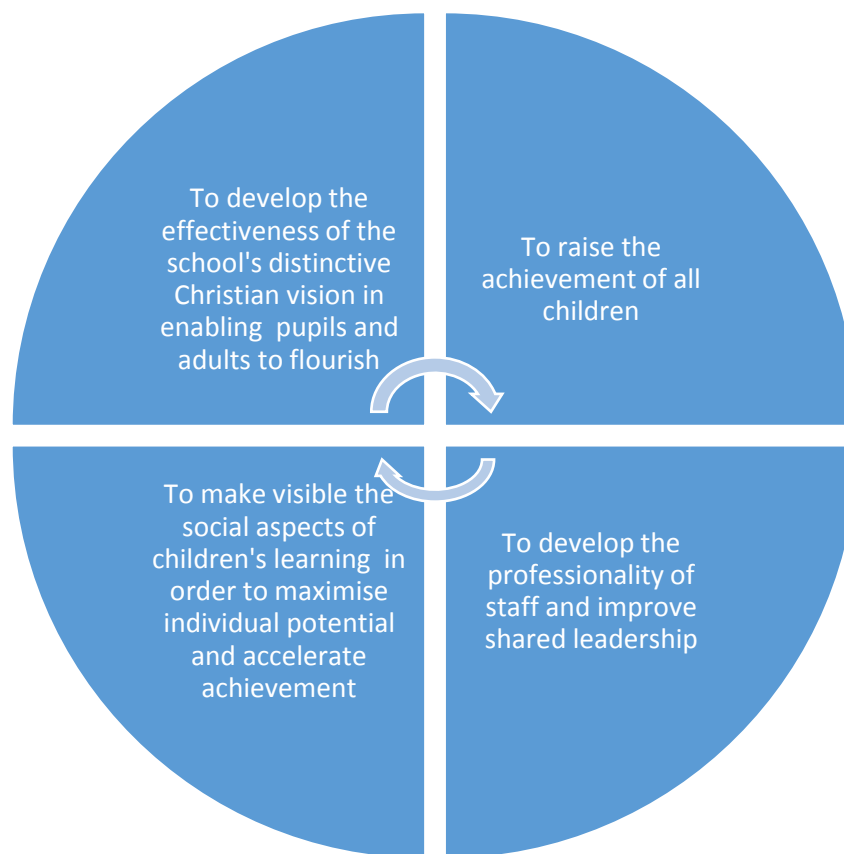 To develop the
effectiveness of the
school's distinctive
Christian vision in
enabling  pupils and
adults to flourish
To raise the
achievement of all
children
To make visible the
social aspects of
children's learning  in
order to maximise
individual potential
and accelerate
achievement
To develop the
professionality of
staff and improve
shared leadership